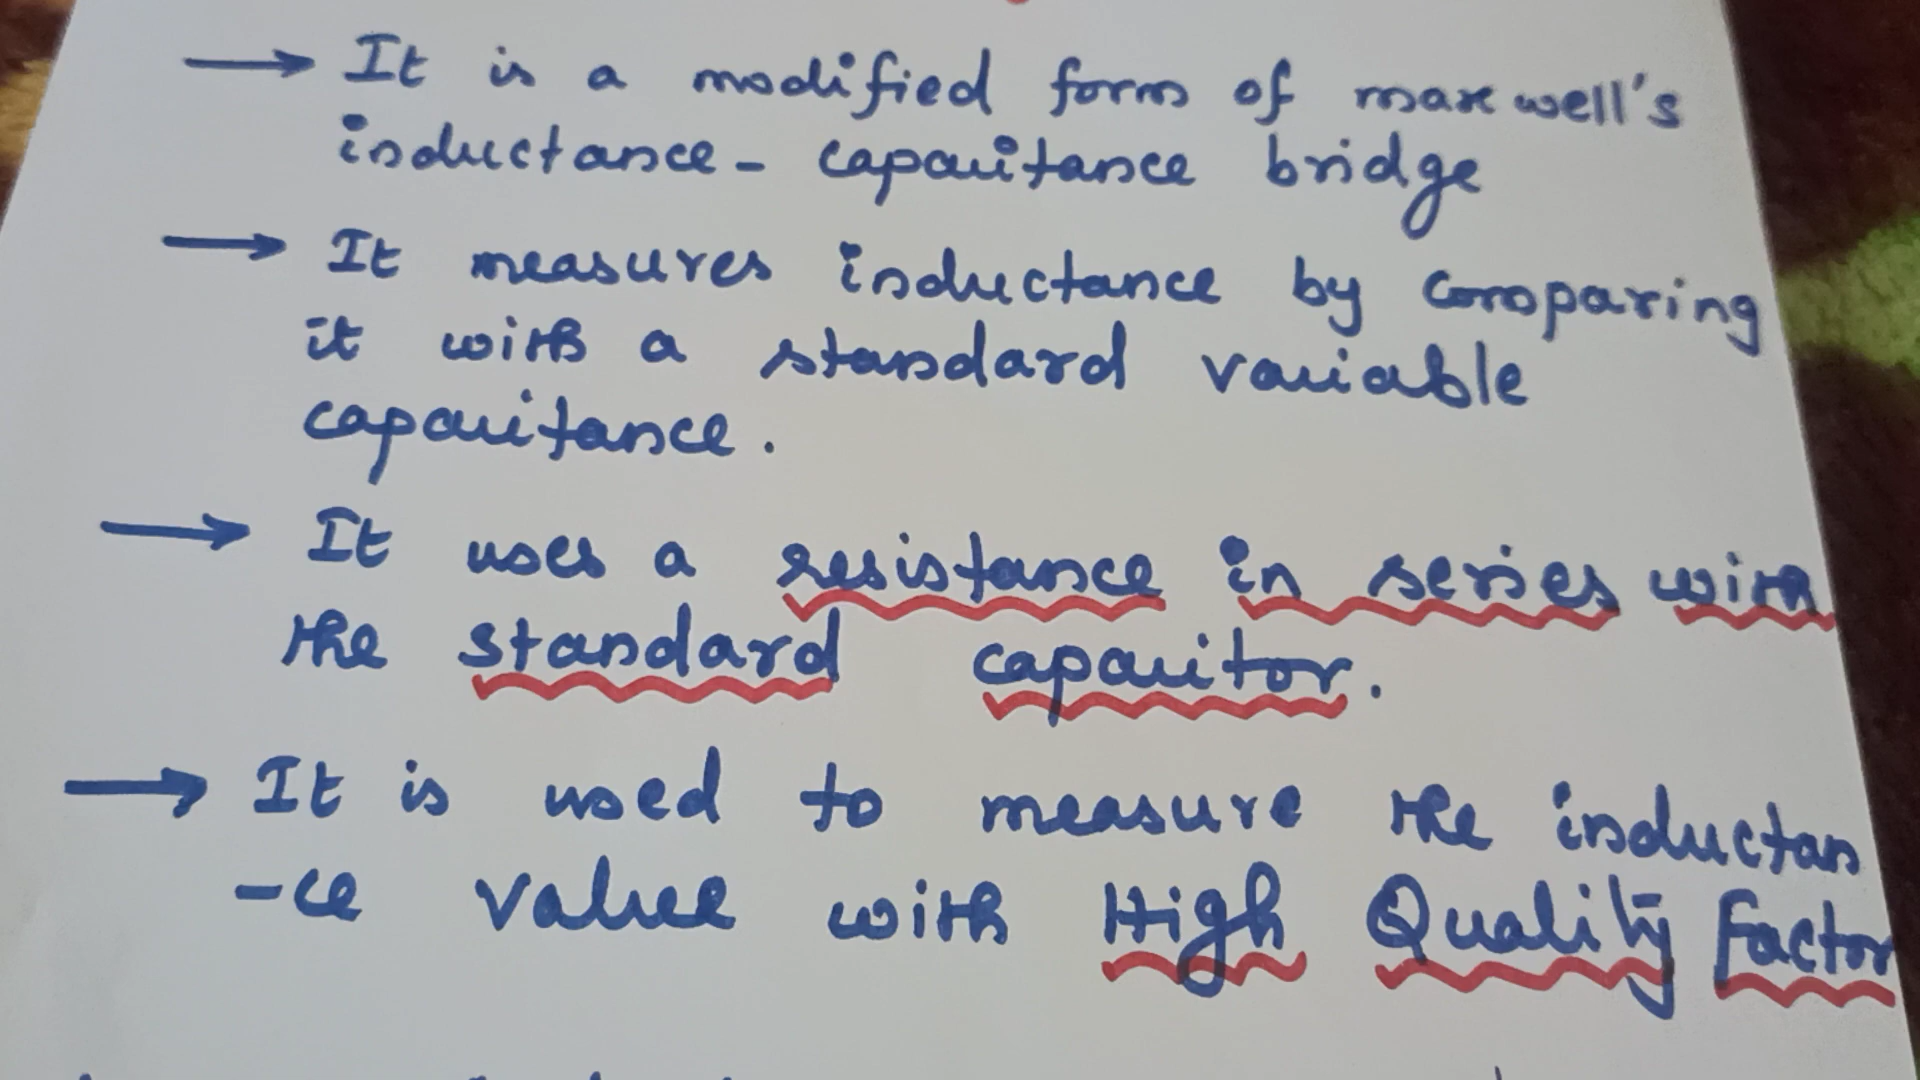 → It is a modified form of maxwell's
inductance - capacitance bridge
→ It measures inductance by comparing
it with a standard variable
capacitance.
→ It uses a resistance in series with
the standard capacitor.
→ It is used to measure the inductan
-ce value with High Quality Factor